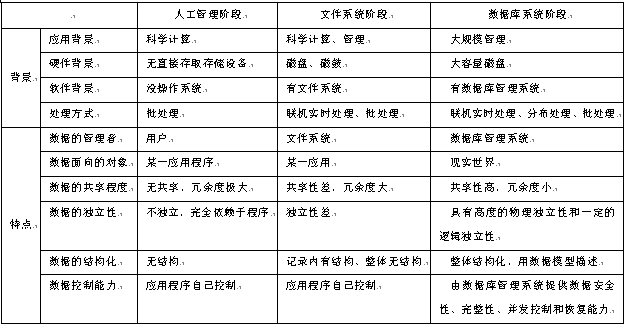 人工管理阶段 文件系统阶段 数据库系统阶段
背景 应用背景 科学计算 科学计算、管理 大规模管理
硬件背景 无直接存取存储设备 磁盘、磁鼓 大容量磁盘
软件背景 没操作系统 有文件系统 有数据库管理系统
处理方式 批处理 联机实时处理、批处理 联机实时处理、分布处理、批处理
特点 数据的管理者 用户 文件系统 数据库管理系统
数据面向的对象 某一应用程序 某一应用 现实世界
数据的共享程度 无共享，冗余度极大 共享性差，冗余度大 共享性高，冗余度小
数据的独立性 不独立，完全依赖于程序 独立性差 具有高度的物理独立性和一定的
逻辑独立性
数据的结构化 无结构 记录内有结构、整体无结构 整体结构化，用数据模型描述
数据控制能力 应用程序自己控制 应用程序自己控制 由数据库管理系统提供数据安全
性、完整性、并发控制和恢复能力